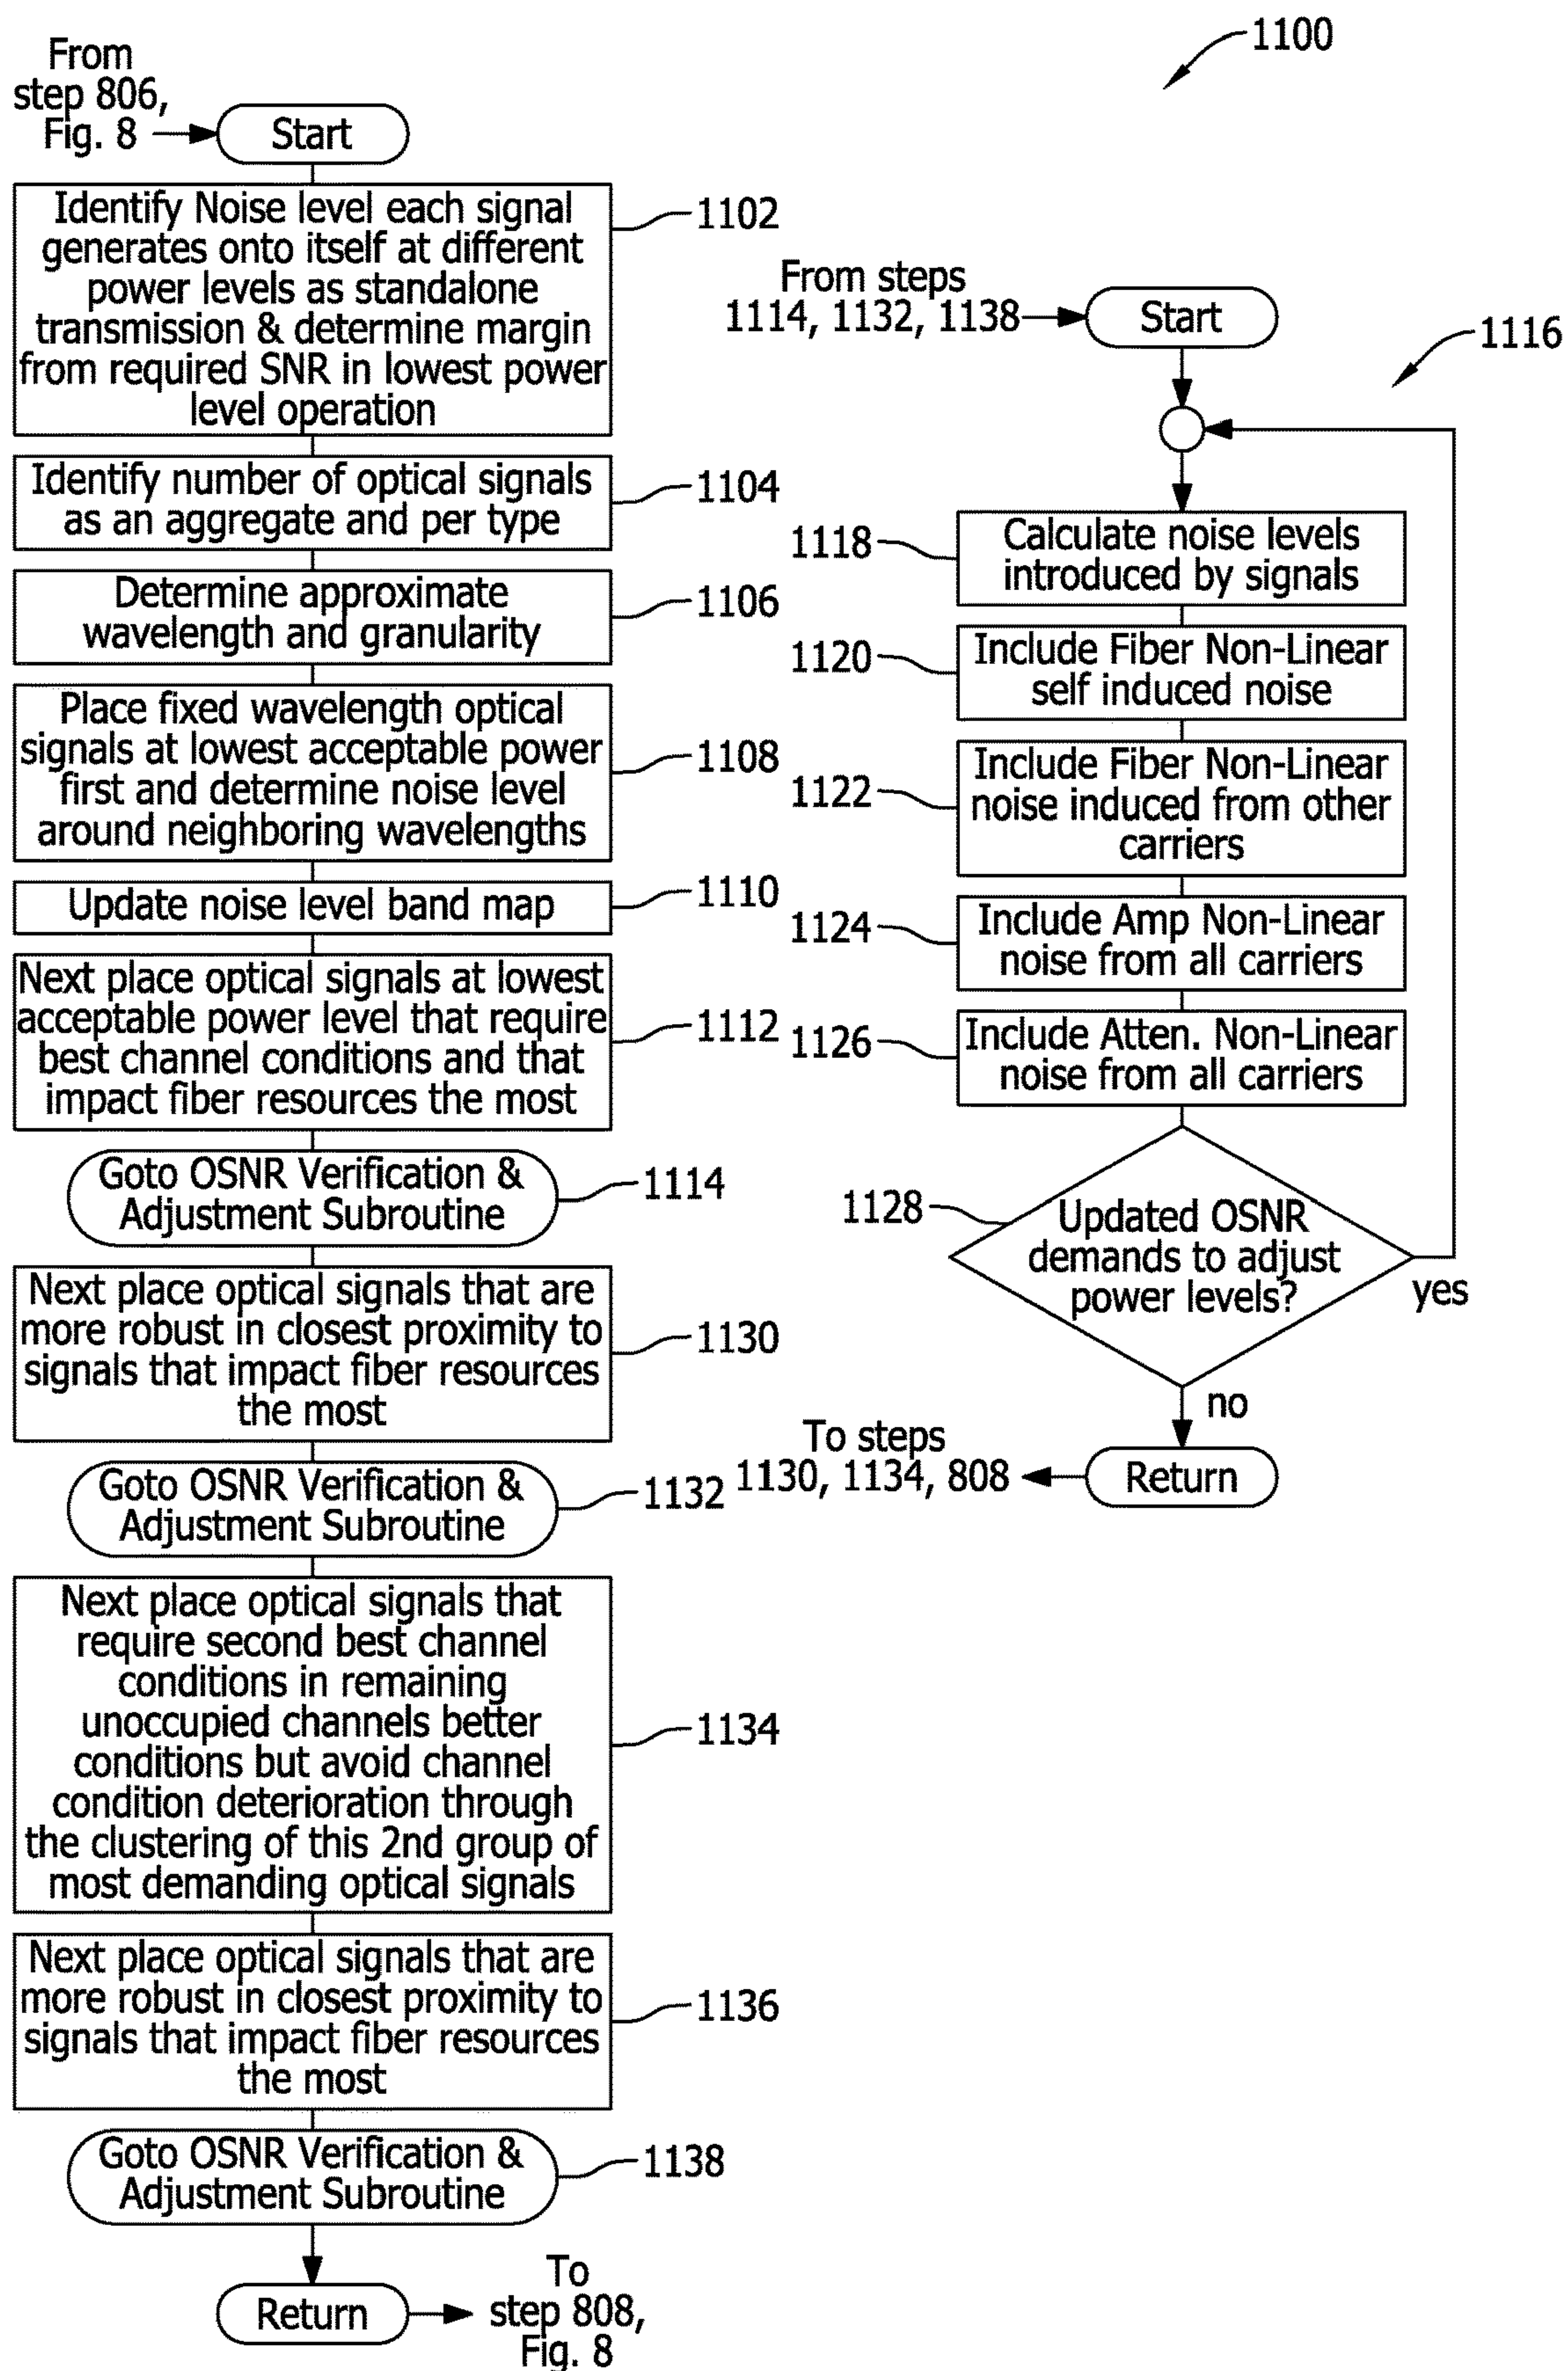 1100
From
step 806,
Fig. 8
Start
Identify Noise level each signal
generates onto itself at different
power levels as standalone
transmission & determine margin
from required SNR in lowest power
level operation
1102
Identify number of optical signals
as an aggregate and per type
1104
Determine approximate
wavelength and granularity
1106
Place fixed wavelength optical
signals at lowest acceptable power
first and determine noise level
around neighboring wavelengths
1108
Update noise level band map
1110
Next place optical signals at lowest
acceptable power level that require
best channel conditions and that
impact fiber resources the most
1112
Goto OSNR Verification &
Adjustment Subroutine
1114
Next place optical signals that are
more robust in closest proximity to
signals that impact fiber resources
the most
1130
Goto OSNR Verification &
Adjustment Subroutine
1132
Next place optical signals that
require second best channel
conditions in remaining
unoccupied channels better
conditions but avoid channel
condition deterioration through
the clustering of this 2nd group of
most demanding optical signals
1134
Next place optical signals that are
more robust in closest proximity to
signals that impact fiber resources
the most
1136
Goto OSNR Verification &
Adjustment Subroutine
1138
Return
To
step 808,
Fig. 8
From steps
1114, 1132, 1138
Start
1116
1118
Calculate noise levels
introduced by signals
1120
Include Fiber Non-Linear
self induced noise
1122
Include Fiber Non-Linear
noise induced from other
carriers
1124
Include Amp Non-Linear
noise from all carriers
1126
Include Atten. Non-Linear
noise from all carriers
1128
Updated OSNR
demands to adjust
power levels?
yes
no
To steps
1130, 1134, 808
Return